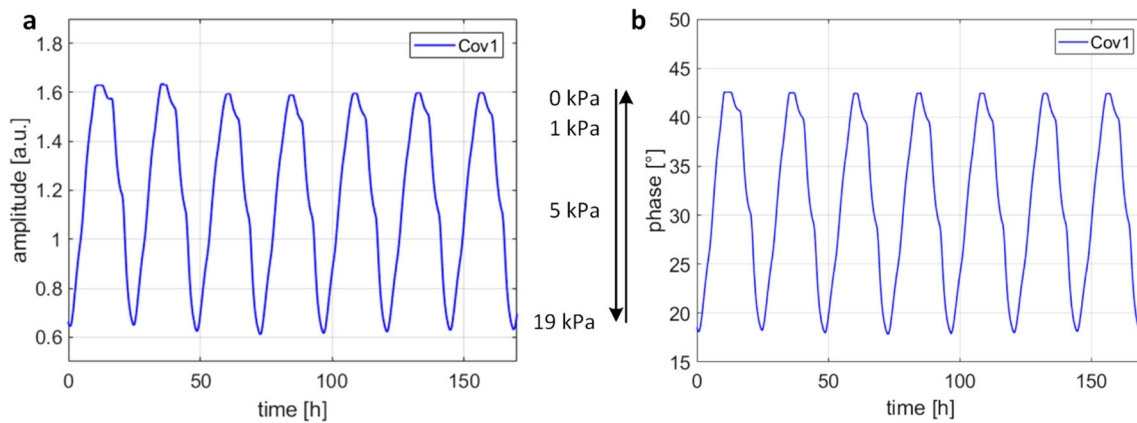 a
Cov1
1.8
1.6
1.4
1.2
1
0.8
0.6
amplitude [a.u.]
0
50
100
150
time [h]
0 kPa
1 kPa
5 kPa
19 kPa
b
Cov1
50
45
40
35
30
25
20
15
phase [°]
0
50
100
150
time [h]